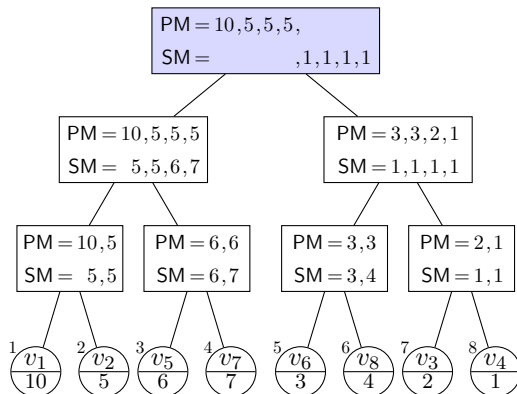 PM = 10,5,5,5,
SM = ,1,1,1,1
PM = 10,5,5,5
SM = 5,5,6,7
PM = 3,3,2,1
SM = 1,1,1,1
PM = 10,5
SM = 5,5
PM = 6,6
SM = 6,7
PM = 3,3
SM = 3,4
PM = 2,1
SM = 1,1
1 v₁ 10
2 v₂ 5
3 v₅ 6
4 v₇ 7
5 v₆ 3
6 v₈ 4
7 v₃ 2
8 v₄ 1